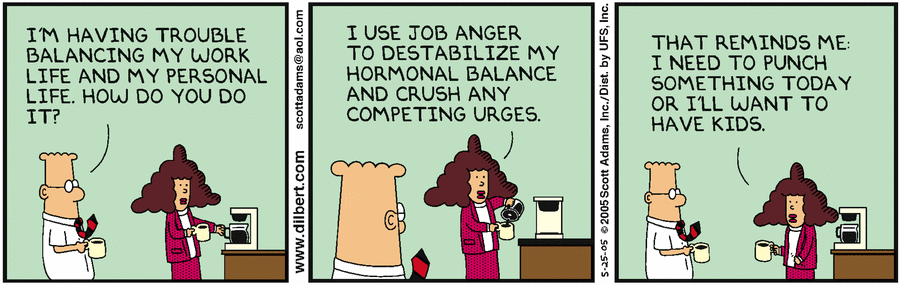 I'M HAVING TROUBLE
BALANCING MY WORK
LIFE AND MY PERSONAL
LIFE. HOW DO YOU DO
IT?
www.dilbert.com
scottadams@aol.com
I USE JOB ANGER
TO DESTABILIZE MY
HORMONAL BALANCE
AND CRUSH ANY
COMPETING URGES.
5-25-05 © 2005 Scott Adams, Inc./Dist. by UFS, Inc.
THAT REMINDS ME:
I NEED TO PUNCH
SOMETHING TODAY
OR I'LL WANT TO
HAVE KIDS.